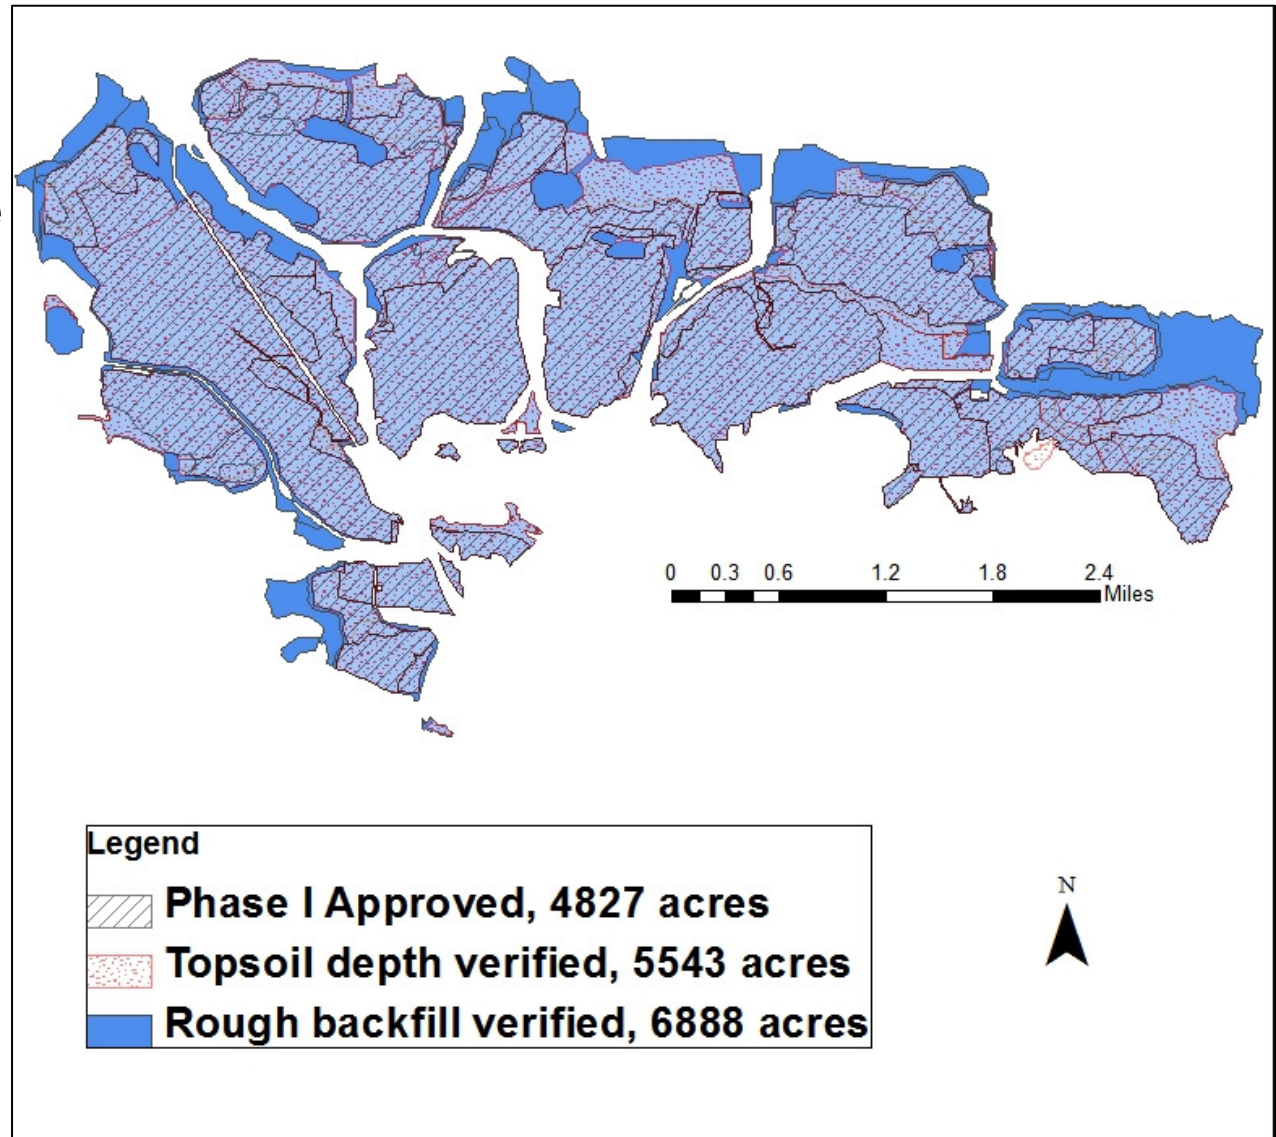 0 0.3 0.6 1.2 1.8 2.4
Miles
Legend
Phase I Approved, 4827 acres
Topsoil depth verified, 5543 acres
Rough backfill verified, 6888 acres
N